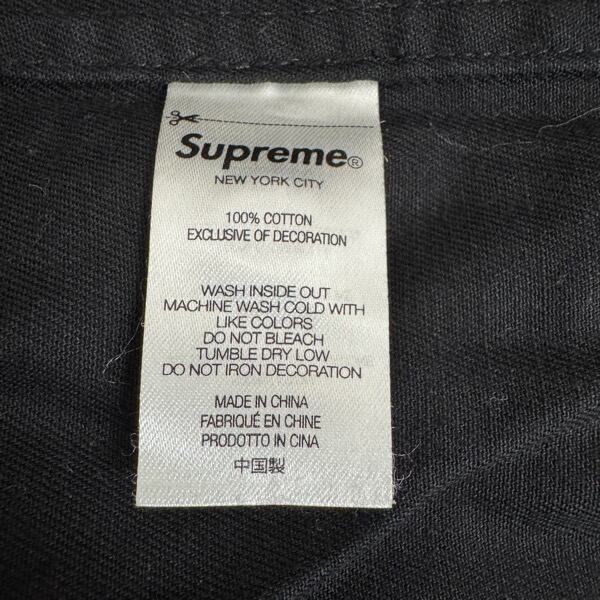 Supreme®
NEW YORK CITY
100% COTTON
EXCLUSIVE OF DECORATION
WASH INSIDE OUT
MACHINE WASH COLD WITH
LIKE COLORS
DO NOT BLEACH
TUMBLE DRY LOW
DO NOT IRON DECORATION
MADE IN CHINA
FABRIQUÉ EN CHINE
PRODOTTO IN CINA
中国製